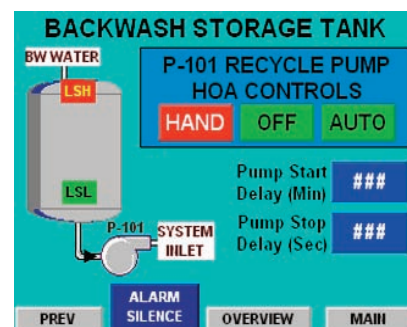 BACKWASH STORAGE TANK
BW WATER
LSH
LSL
P-101
SYSTEM
INLET
P-101 RECYCLE PUMP
HOA CONTROLS
HAND OFF AUTO
Pump Start
Delay (Min)
###
Pump Stop
Delay (Sec)
###
PREV
ALARM
SILENCE
OVERVIEW
MAIN